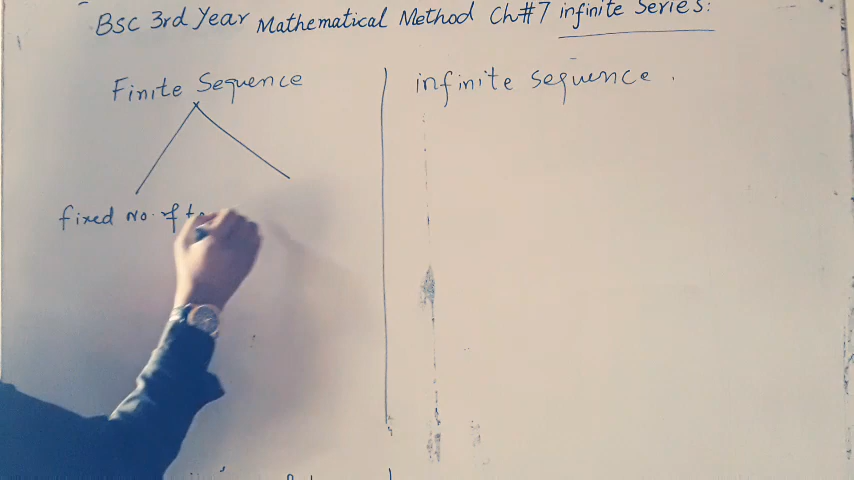 Bsc 3rd Year Mathematical Method Ch#7 infinite Series:
Finite Sequence
infinite sequence.
fixed No. of